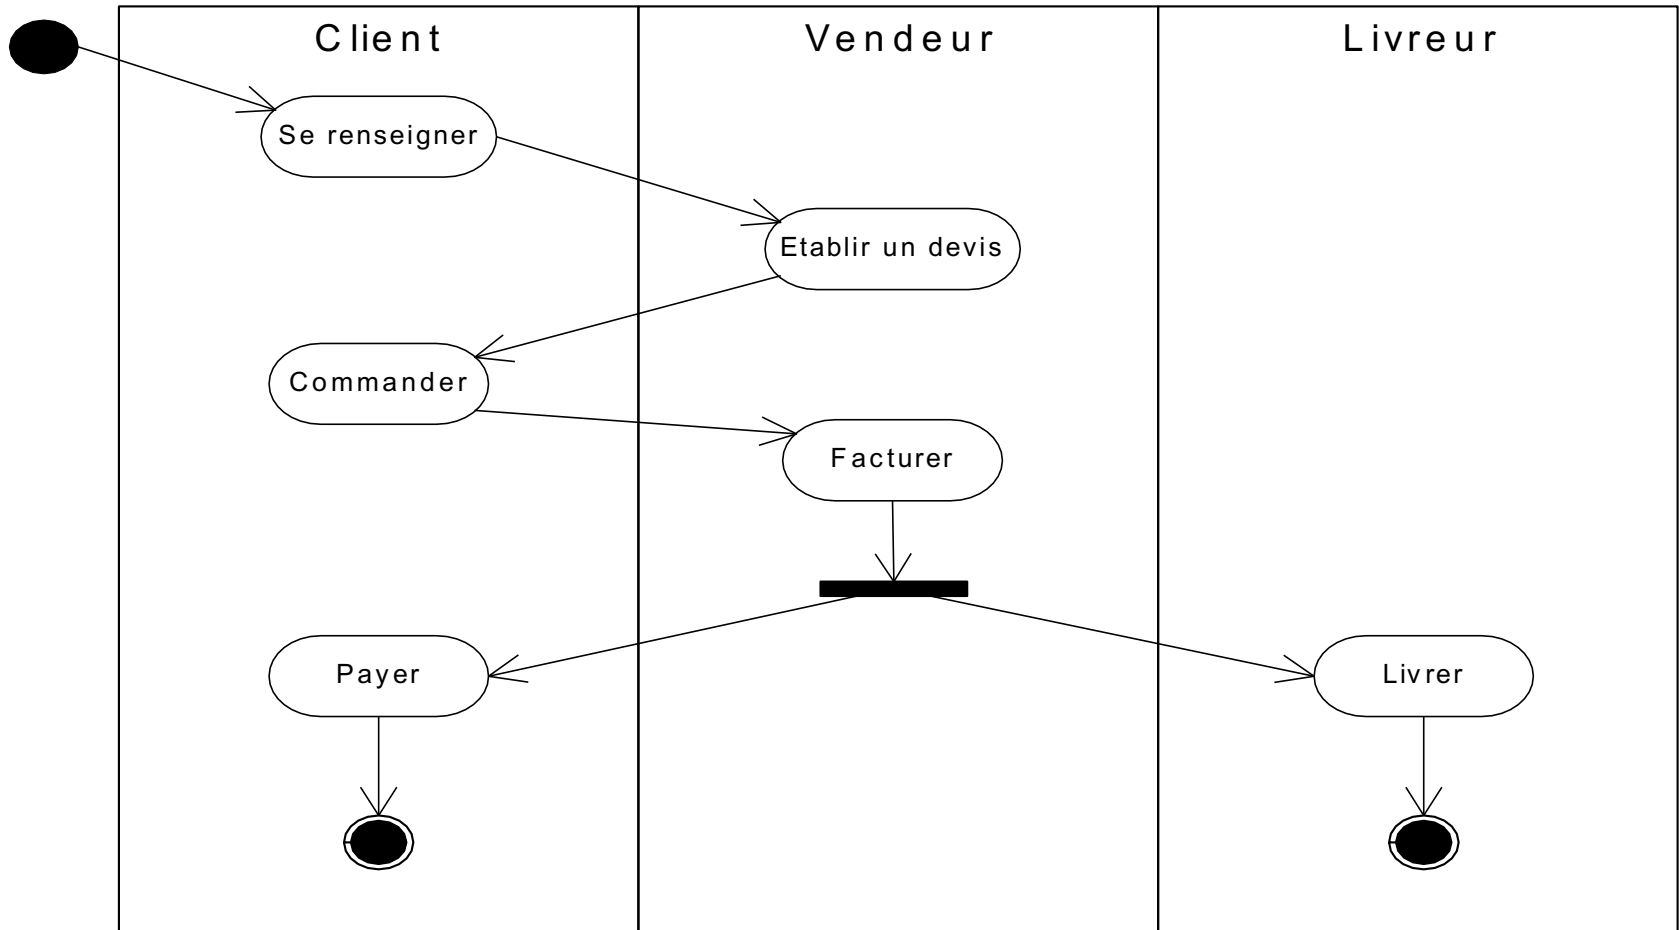 Client
Vendeur
Livreur
Se renseigner
Etablir un devis
Commander
Facturer
Payer
Livrer